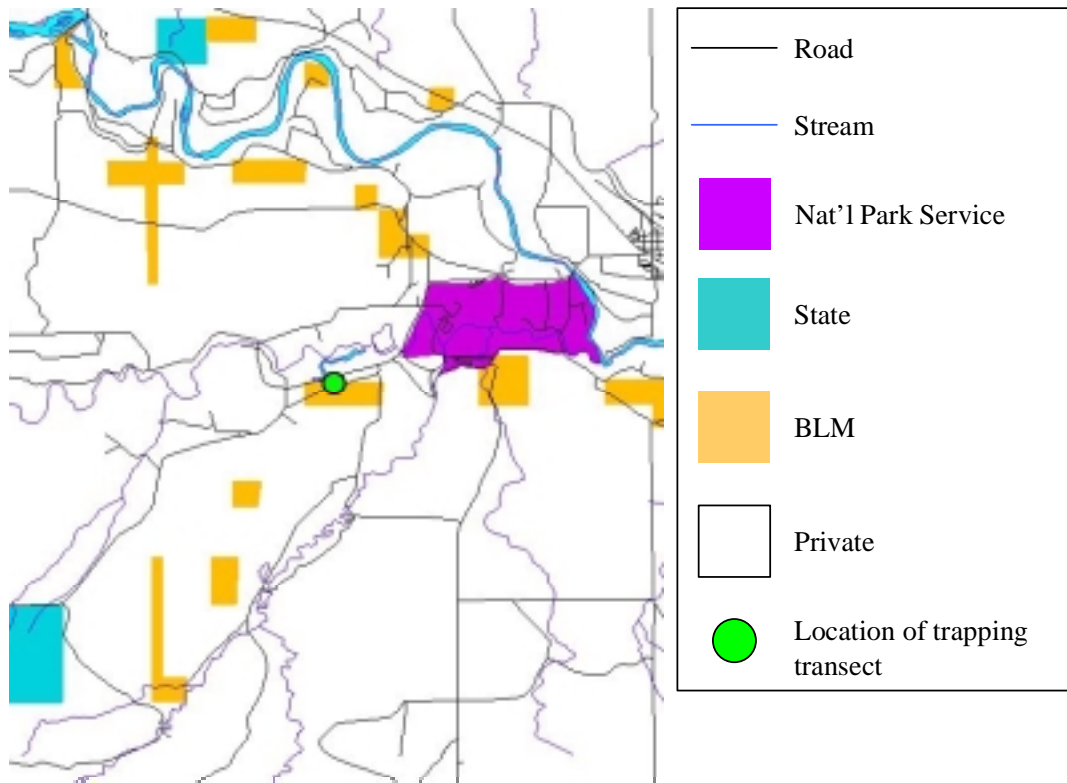 Road
Stream
Nat’l Park Service
State
BLM
Private
Location of trapping
transect